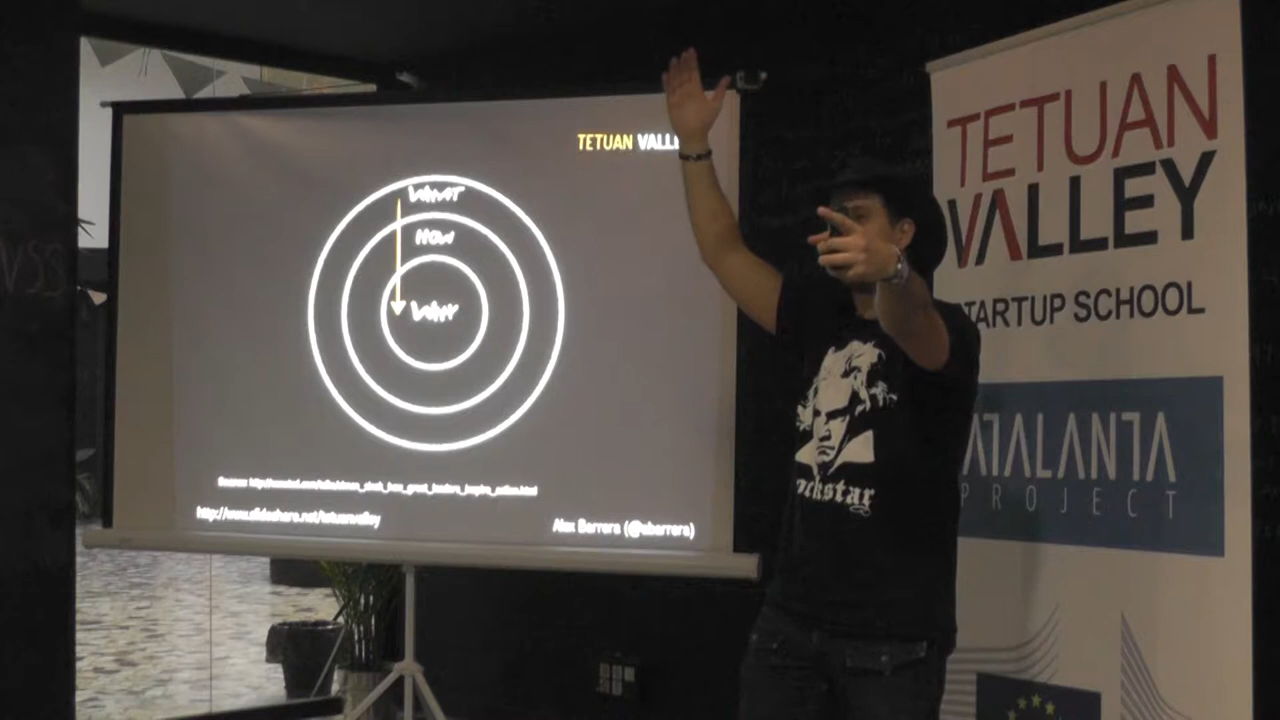 TETUAN VALL
WHAT
HOW
WHY
http://www.slideshare.net/tetuanvalley
Alex Barrera (@abarrera)
rockstar
TETUAN
VALLEY
STARTUP SCHOOL
ATALANTA
PROJECT